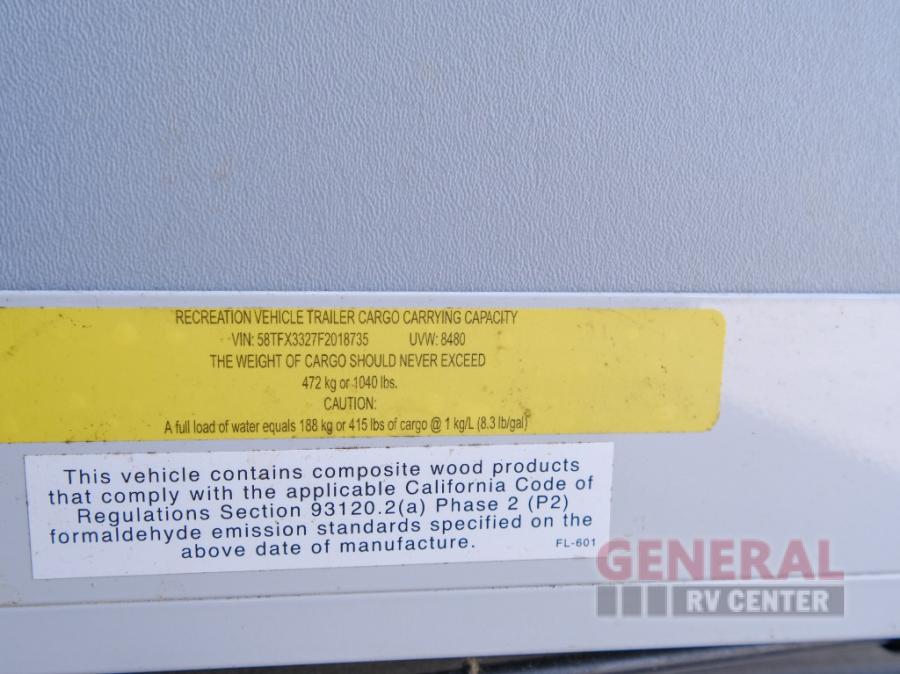 RECREATION VEHICLE TRAILER CARGO CARRYING CAPACITY
VIN: 58TFX3327F2018735 UVW: 8480
THE WEIGHT OF CARGO SHOULD NEVER EXCEED
472 kg or 1040 lbs.
CAUTION:
A full load of water equals 188 kg or 415 lbs of cargo @ 1 kg/L (8.3 lb/gal)
This vehicle contains composite wood products
that comply with the applicable California Code of
Regulations Section 93120.2(a) Phase 2 (P2)
formaldehyde emission standards specified on the
above date of manufacture.
FL-601
GENERAL
RV CENTER